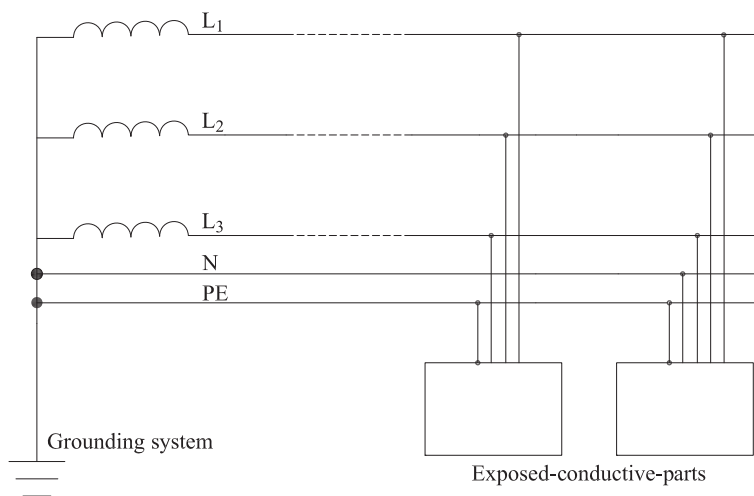 L₁
L₂
L₃
N
PE
Grounding system
Exposed-conductive-parts